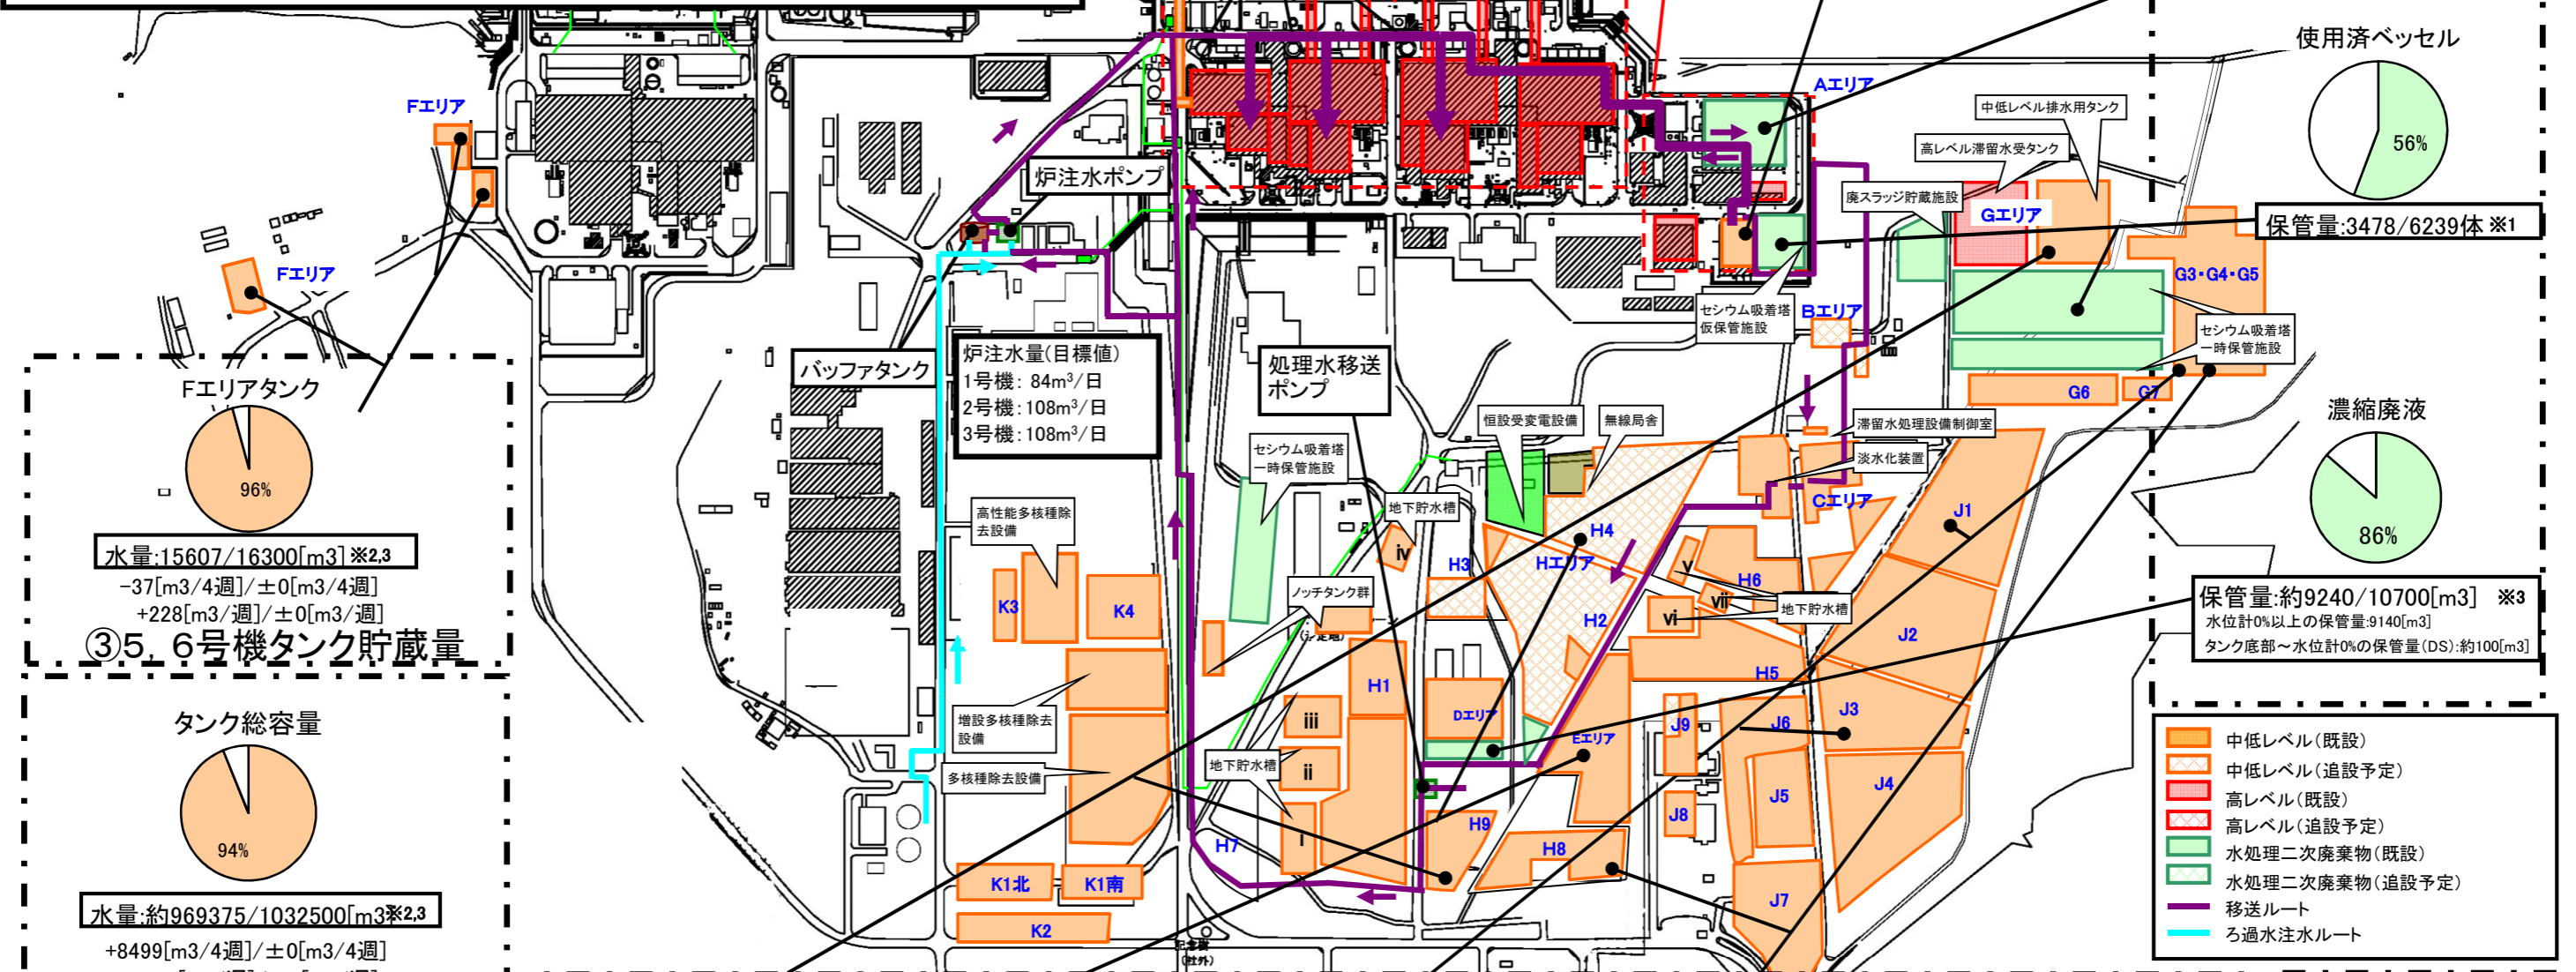 使用済ベッセル
56%
保管量:3478/6239体 ※1
Aエリア
中低レベル排水用タンク
高レベル滞留水受タンク
廃スラッジ貯蔵施設
Gエリア
G3・G4・G5
Fエリア
Fエリア
炉注水ポンプ
セシウム吸着塔
仮保管施設
Bエリア
セシウム吸着塔
一時保管施設
G6
G7
バッファタンク
炉注水量(目標値)
1号機: 84m³/日
2号機:108m³/日
3号機:108m³/日
処理水移送
ポンプ
Fエリアタンク
96%
水量:15607/16300[m3]※2,3
-37[m3/4週]/±0[m3/4週]
+228[m3/週]/±0[m3/週]
③5, 6号機タンク貯蔵量
濃縮廃液
86%
保管量:約9240/10700[m3] ※3
水位計0%以上の保管量:9140[m3]
タンク底部～水位計0%の保管量(DS):約100[m3]
恒設受変電設備
無線局舎
滞留水処理設備制御室
淡水化装置
Cエリア
セシウム吸着塔
一時保管施設
高性能多核種除
去設備
地下貯水槽
iv
H3
H4
Hエリア
H2
v
H6
vii
vi
地下貯水槽
J1
J2
K3
K4
ノッチタンク群
H1
H5
Dエリア
Eエリア
J9
J6
J3
増設多核種除去
設備
多核種除去設備
iii
ii
地下貯水槽
i
J8
J5
J4
H9
H8
H7
J7
K1北
K1南
K2
記念樹
(社外)
タンク総容量
94%
水量:約969375/1032500[m3※2,3
+8499[m3/4週]/±0[m3/4週]
中低レベル(既設)
中低レベル(追設予定)
高レベル(既設)
高レベル(追設予定)
水処理二次廃棄物(既設)
水処理二次廃棄物(追設予定)
移送ルート
ろ過水注水ルート